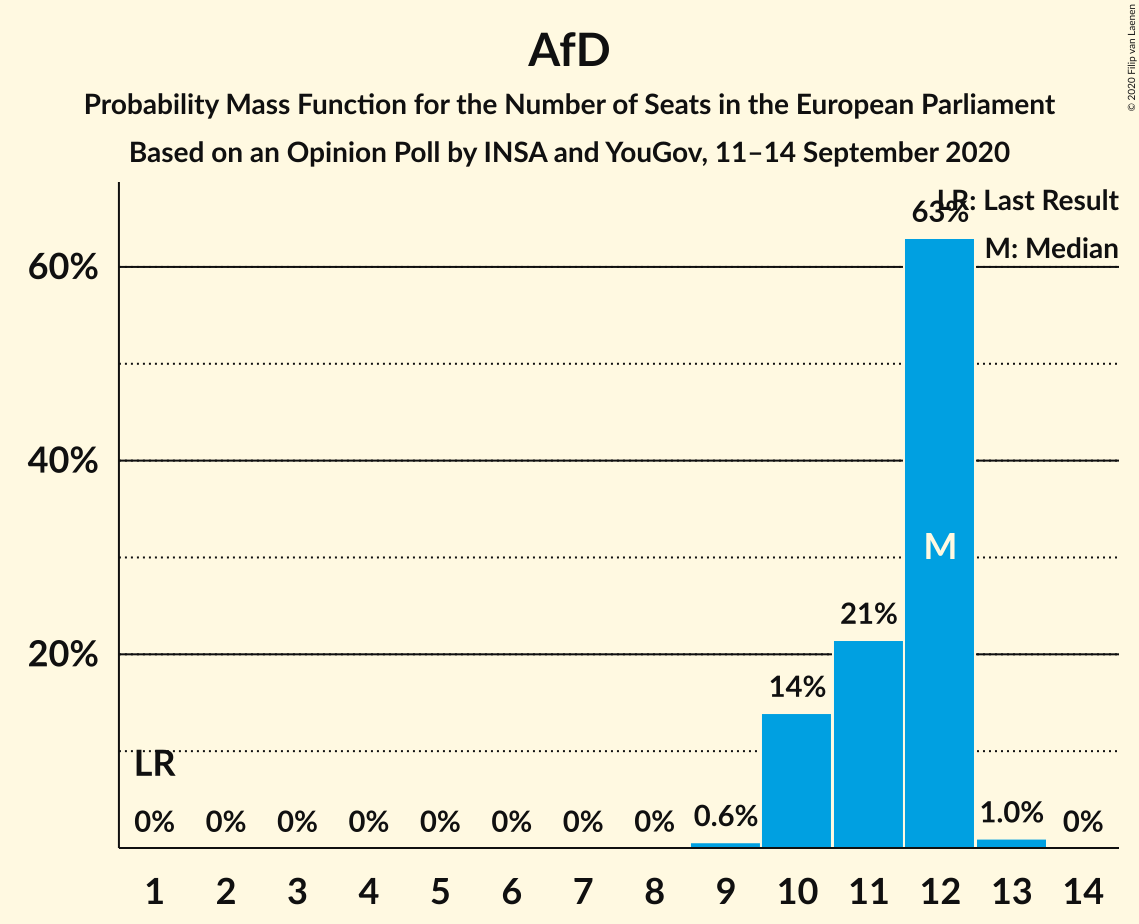 AfD
Probability Mass Function for the Number of Seats in the European Parliament
Based on an Opinion Poll by INSA and YouGov, 11–14 September 2020
© 2020 Filip van Laenen
LR: Last Result
M: Median
63%
60%
40%
M
21%
20%
14%
LR
0% 0% 0% 0% 0% 0% 0% 0% 0.6% 1.0% 0%
1 2 3 4 5 6 7 8 9 10 11 12 13 14